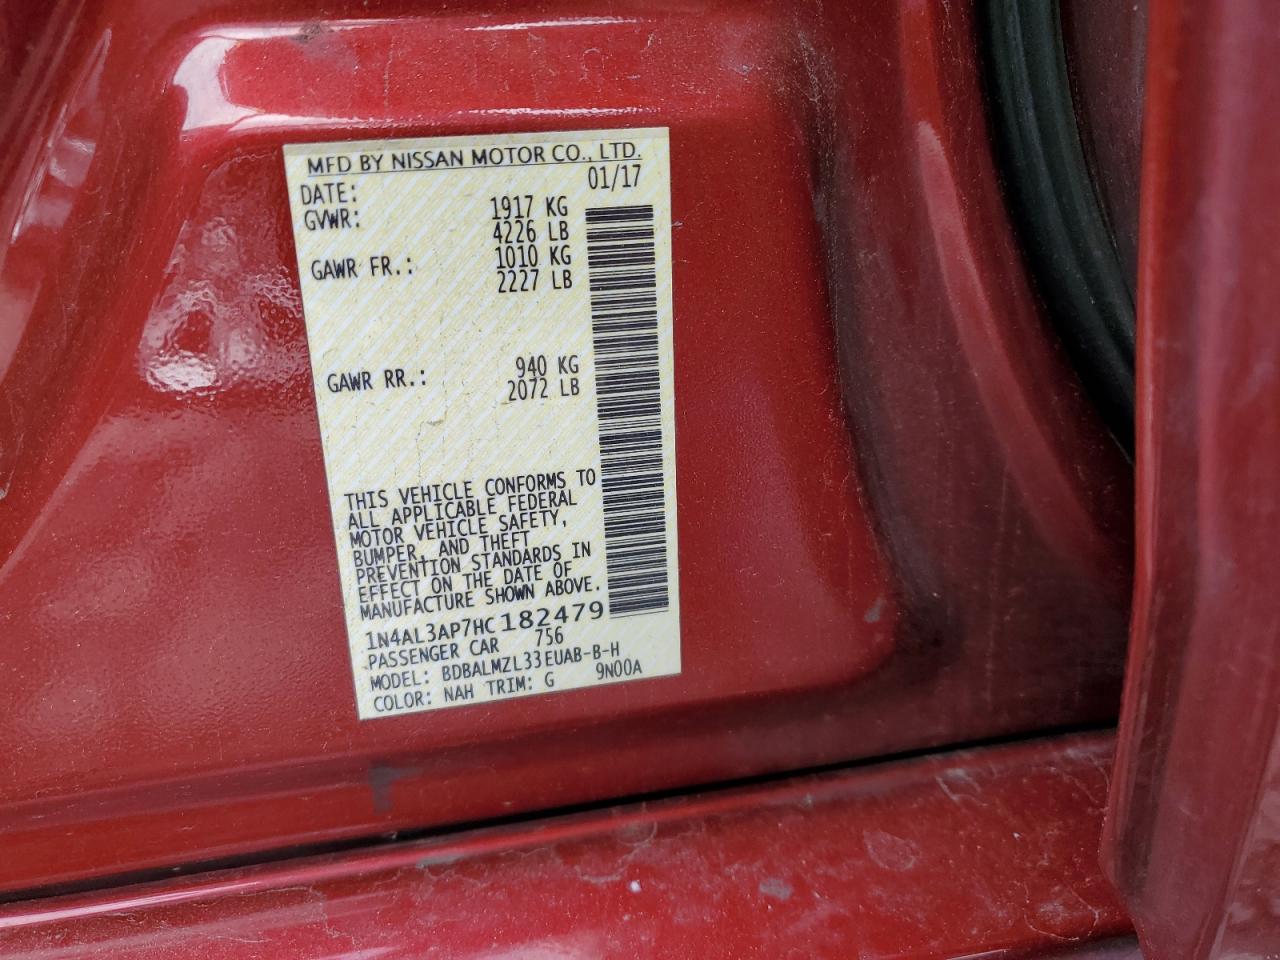 MFD BY NISSAN MOTOR CO., LTD.
DATE: 01/17
GVWR: 1917 KG
4226 LB
GAWR FR.: 1010 KG
2227 LB
GAWR RR.: 940 KG
2072 LB
THIS VEHICLE CONFORMS TO
ALL APPLICABLE FEDERAL
MOTOR VEHICLE SAFETY,
BUMPER, AND THEFT
PREVENTION STANDARDS IN
EFFECT ON THE DATE OF
MANUFACTURE SHOWN ABOVE.
1N4AL3AP7HC182479
PASSENGER CAR 756
MODEL: BDBALMZL33EUAB-B-H
COLOR: NAH TRIM: G 9N00A